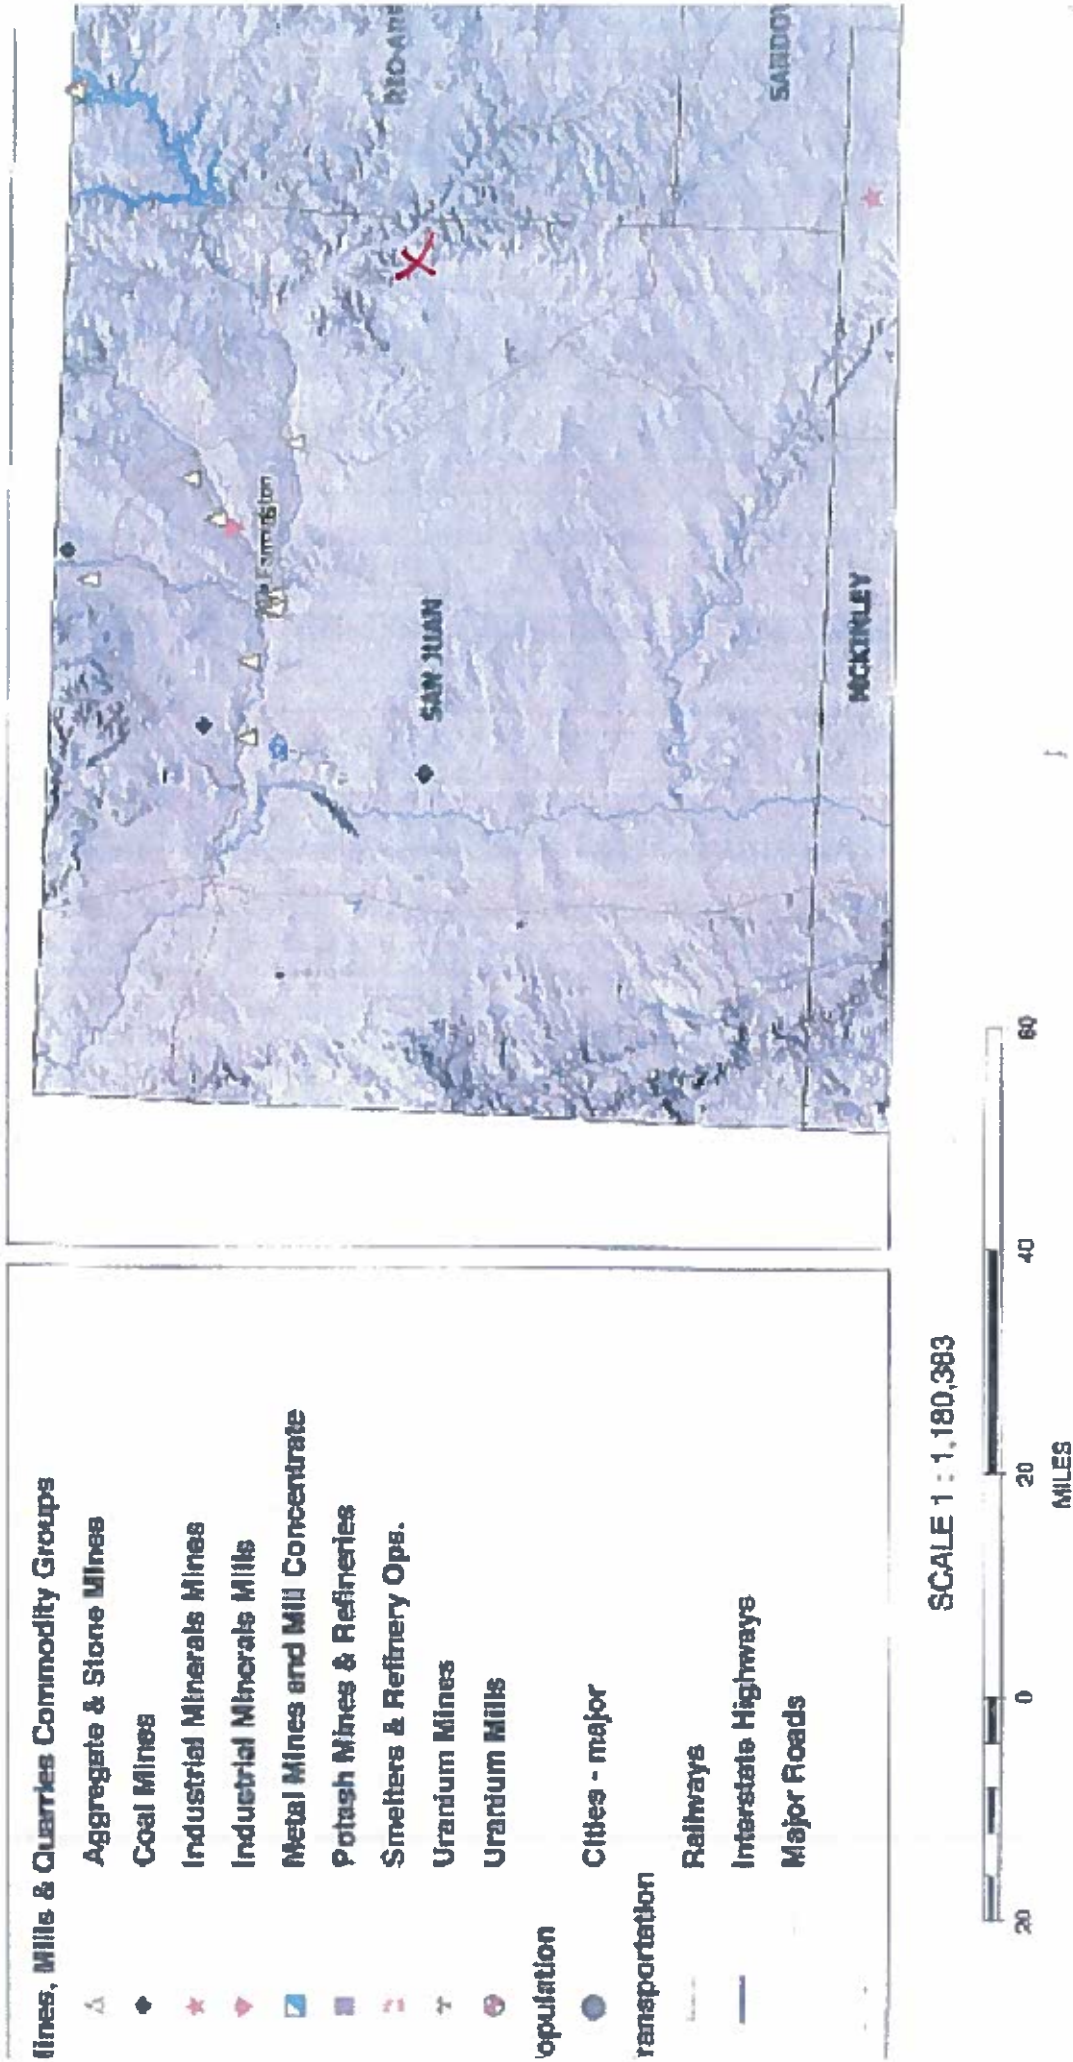 lines, Mills & Quarries Commodity Groups
Aggregate & Stone Mines
Coal Mines
Industrial Minerals Mines
Industrial Minerals Mills
Metal Mines and Mill Concentrate
Potash Mines & Refineries
Smelters & Refinery Ops.
Uranium Mines
Uranium Mills
opulation
Cities - major
ransportation
Railways
Interstate Highways
Major Roads
SAN JUAN
MCKINLEY
SANDOV
SCALE 1 : 1,180,383
20 0 20 40 60
MILES